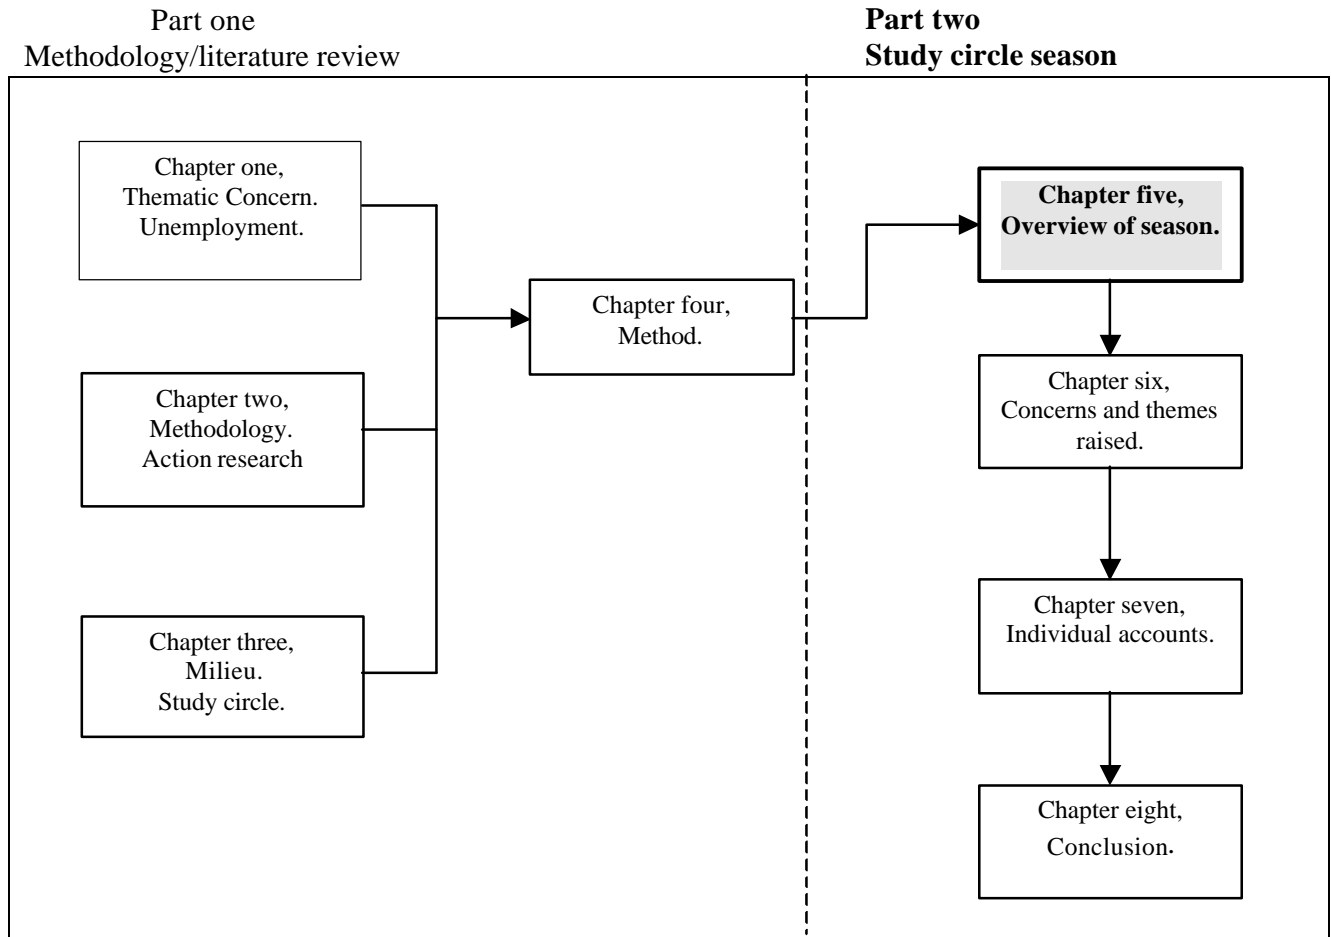 Part one
Methodology/literature review
Part two
Study circle season
Chapter one,
Thematic Concern.
Unemployment.
Chapter two,
Methodology.
Action research
Chapter three,
Milieu.
Study circle.
Chapter four,
Method.
Chapter five,
Overview of season.
Chapter six,
Concerns and themes
raised.
Chapter seven,
Individual accounts.
Chapter eight,
Conclusion.